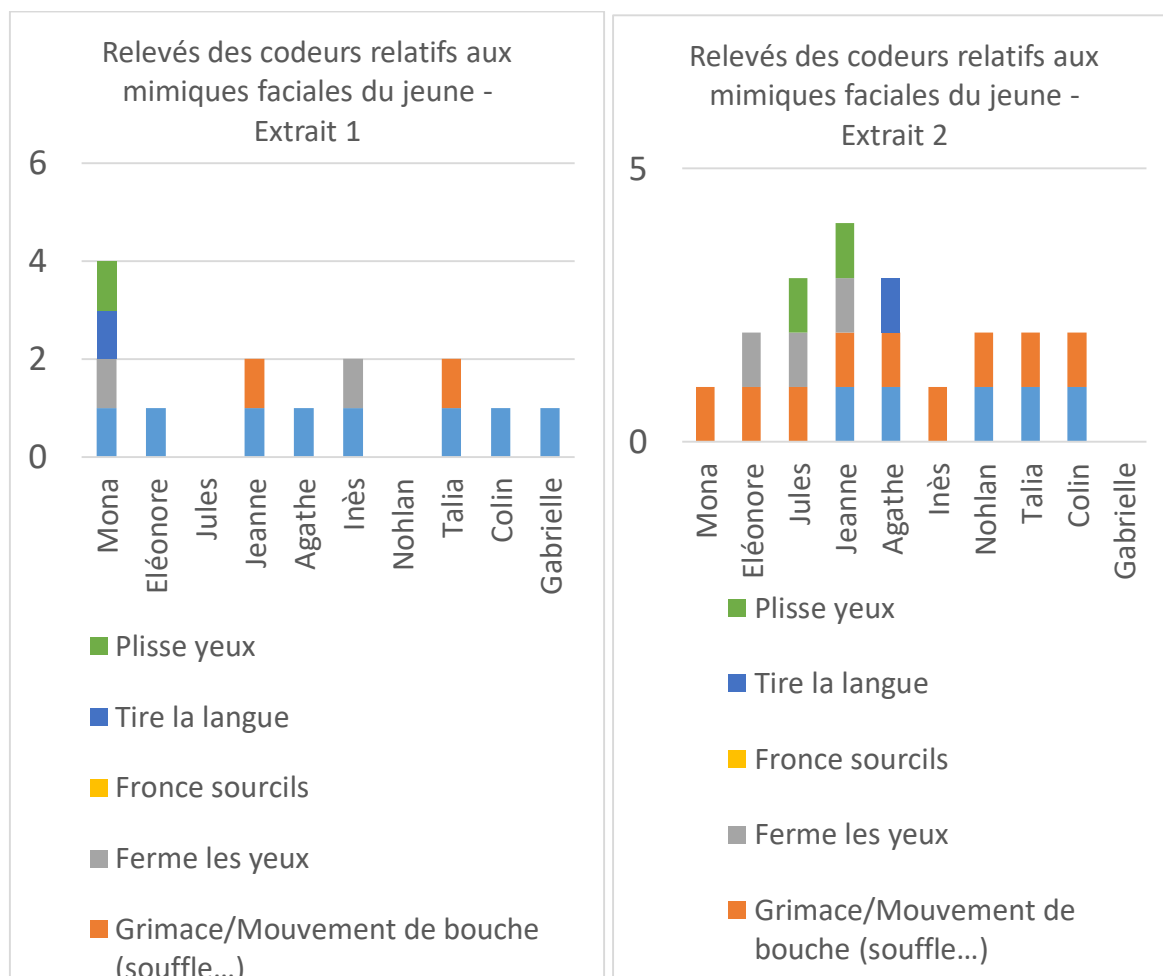 Relevés des codeurs relatifs aux
mimiques faciales du jeune -
Extrait 1
6
4
2
0
Mona
Eléonore
Jules
Jeanne
Agathe
Inès
Nohlan
Talia
Colin
Gabrielle
Plisse yeux
Tire la langue
Fronce sourcils
Ferme les yeux
Grimace/Mouvement de bouche
(souffle...)
Relevés des codeurs relatifs aux
mimiques faciales du jeune -
Extrait 2
5
0
Mona
Eléonore
Jules
Jeanne
Agathe
Inès
Nohlan
Talia
Colin
Gabrielle
Plisse yeux
Tire la langue
Fronce sourcils
Ferme les yeux
Grimace/Mouvement de
bouche (souffle...)